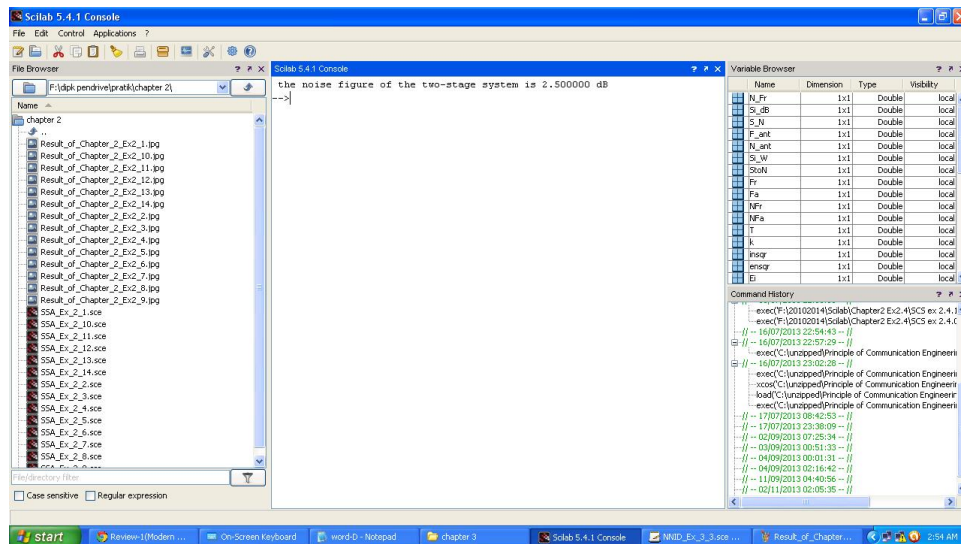 Scilab 5.4.1 Console
File Edit Control Applications ?
File Browser
F:\dipk pendrive\pratik\chapter 2\
Name
chapter 2
..
Result_of_Chapter_2_Ex2_1.jpg
Result_of_Chapter_2_Ex2_10.jpg
Result_of_Chapter_2_Ex2_11.jpg
Result_of_Chapter_2_Ex2_12.jpg
Result_of_Chapter_2_Ex2_13.jpg
Result_of_Chapter_2_Ex2_14.jpg
Result_of_Chapter_2_Ex2_2.jpg
Result_of_Chapter_2_Ex2_3.jpg
Result_of_Chapter_2_Ex2_4.jpg
Result_of_Chapter_2_Ex2_5.jpg
Result_of_Chapter_2_Ex2_6.jpg
Result_of_Chapter_2_Ex2_7.jpg
Result_of_Chapter_2_Ex2_8.jpg
Result_of_Chapter_2_Ex2_9.jpg
SSA_Ex_2_1.sce
SSA_Ex_2_10.sce
SSA_Ex_2_11.sce
SSA_Ex_2_12.sce
SSA_Ex_2_13.sce
SSA_Ex_2_14.sce
SSA_Ex_2_2.sce
SSA_Ex_2_3.sce
SSA_Ex_2_4.sce
SSA_Ex_2_5.sce
SSA_Ex_2_6.sce
SSA_Ex_2_7.sce
SSA_Ex_2_8.sce
File/directory filter
Case sensitive Regular expression
Scilab 5.4.1 Console
the noise figure of the two-stage system is 2.500000 dB
-->
Variable Browser
Name Dimension Type Visibility
N_Fr 1x1 Double local
Si_dB 1x1 Double local
S_N 1x1 Double local
F_ant 1x1 Double local
N_ant 1x1 Double local
Si_W 1x1 Double local
StoN 1x1 Double local
Fr 1x1 Double local
Fa 1x1 Double local
NFr 1x1 Double local
NFa 1x1 Double local
T 1x1 Double local
k 1x1 Double local
insqr 1x1 Double local
ensqr 1x1 Double local
Ei 1x1 Double local
Command History
exec('F:\20102014\Scilab\Chapter2 Ex2.4\SCS ex 2.4.1
exec('F:\20102014\Scilab\Chapter2 Ex2.4\SCS ex 2.4.(
// -- 16/07/2013 22:54:43 -- //
// -- 16/07/2013 22:57:29 -- //
exec('C:\unzipped\Principle of Communication Engineerin
// -- 16/07/2013 23:02:28 -- //
exec('C:\unzipped\Principle of Communication Engineerin
xcos('C:\unzipped\Principle of Communication Engineerir
load('C:\unzipped\Principle of Communication Engineerir
exec('C:\unzipped\Principle of Communication Engineerin
// -- 17/07/2013 08:42:53 -- //
// -- 17/07/2013 23:38:09 -- //
// -- 02/09/2013 07:25:34 -- //
// -- 03/09/2013 00:51:33 -- //
// -- 04/09/2013 00:01:31 -- //
// -- 04/09/2013 02:16:42 -- //
// -- 11/09/2013 04:40:56 -- //
// -- 02/11/2013 02:05:35 -- //
start Review-1(Modern ... On-Screen Keyboard word-D - Notepad chapter 3 Scilab 5.4.1 Console NNID_Ex_3_3.sce ... Result_of_Chapter... 2:54 AM